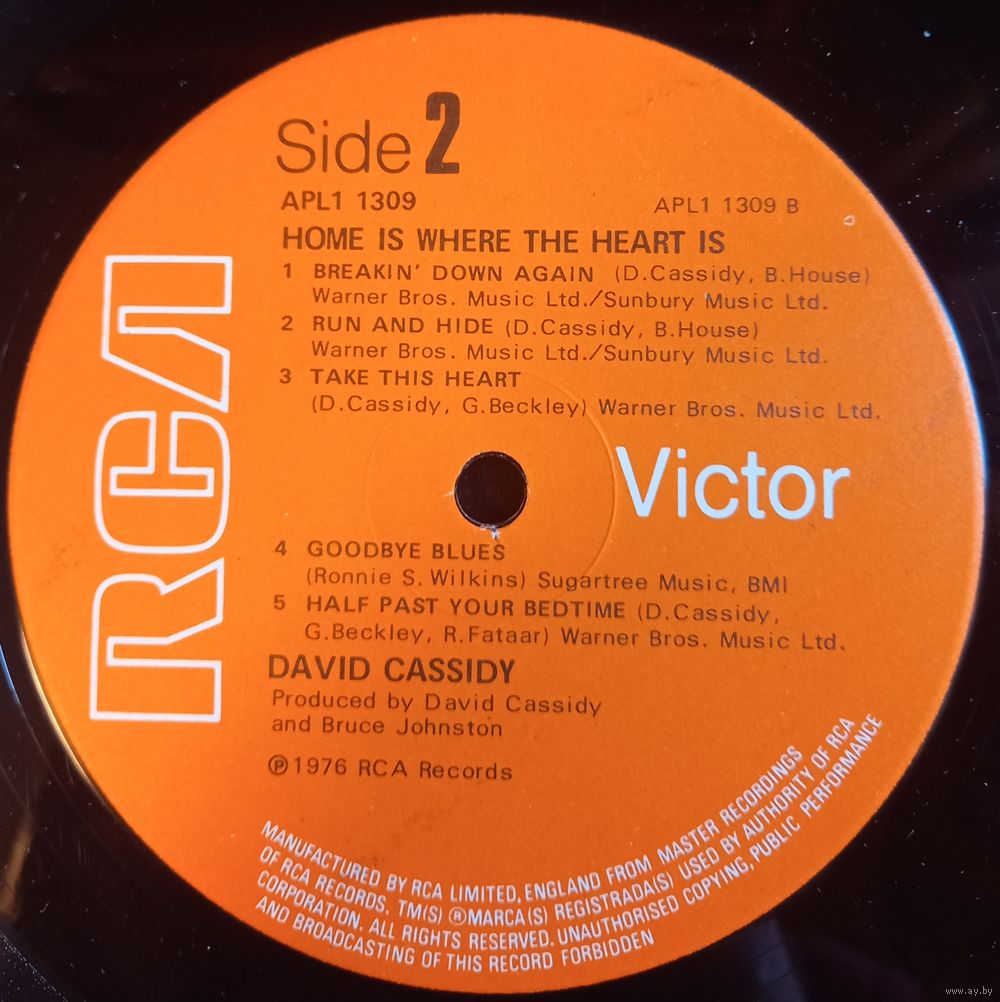 Side 2
APL1 1309
APL1 1309 B
HOME IS WHERE THE HEART IS
1 BREAKIN' DOWN AGAIN (D.Cassidy, B.House)
Warner Bros. Music Ltd./Sunbury Music Ltd.
2 RUN AND HIDE (D.Cassidy, B.House)
Warner Bros. Music Ltd./Sunbury Music Ltd.
3 TAKE THIS HEART
(D.Cassidy, G.Beckley) Warner Bros. Music Ltd.
RCA
Victor
4 GOODBYE BLUES
(Ronnie S. Wilkins) Sugartree Music, BMI
5 HALF PAST YOUR BEDTIME (D.Cassidy,
G.Beckley, R.Fataar) Warner Bros. Music Ltd.
DAVID CASSIDY
Produced by David Cassidy
and Bruce Johnston
℗1976 RCA Records
MANUFACTURED BY RCA LIMITED, ENGLAND FROM MASTER RECORDINGS
OF RCA RECORDS. TM(S) ®MARCA(S) REGISTRADA(S) USED BY AUTHORITY OF RCA
CORPORATION. ALL RIGHTS RESERVED. UNAUTHORISED COPYING, PUBLIC PERFORMANCE
AND BROADCASTING OF THIS RECORD FORBIDDEN
www.ay.by